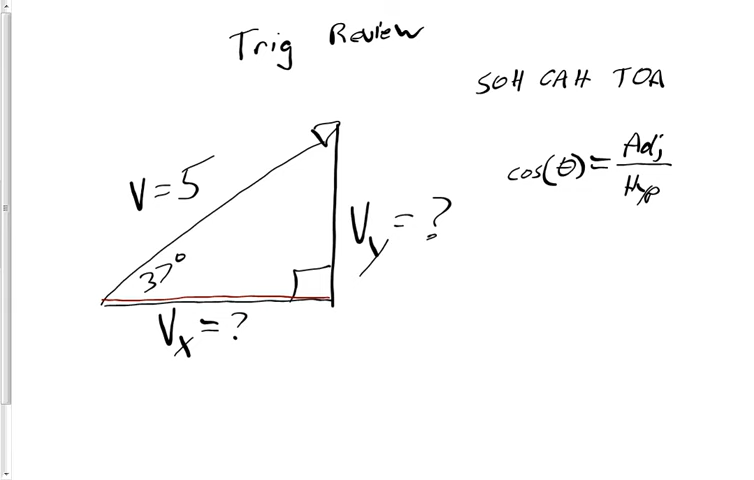 Trig Review
SOH CAH TOA
cos(θ) = Adj/Hyp
V = 5
37°
Vy = ?
Vx = ?